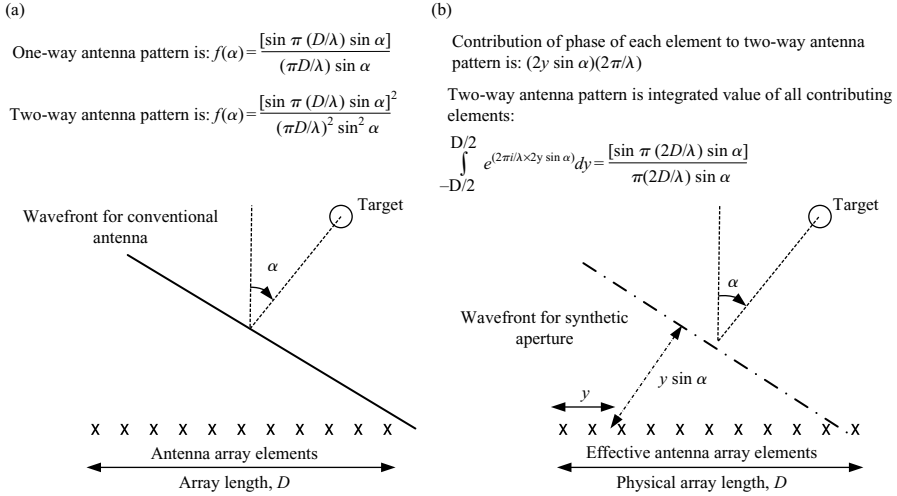 (a)
One-way antenna pattern is: f(α) = [sin π (D/λ) sin α] / (πD/λ) sin α
Two-way antenna pattern is: f(α) = [sin π (D/λ) sin α]² / (πD/λ)² sin² α
Wavefront for conventional
antenna
Target
α
X X X X X X X X X X X
Antenna array elements
Array length, D
(b)
Contribution of phase of each element to two-way antenna
pattern is: (2y sin α)(2π/λ)
Two-way antenna pattern is integrated value of all contributing
elements:
D/2
∫ e^(2πi/λ×2y sin α) dy = [sin π (2D/λ) sin α] / π(2D/λ) sin α
–D/2
Target
α
Wavefront for synthetic
aperture
y sin α
y
X X X X X X X X X X X
Effective antenna array elements
Physical array length, D